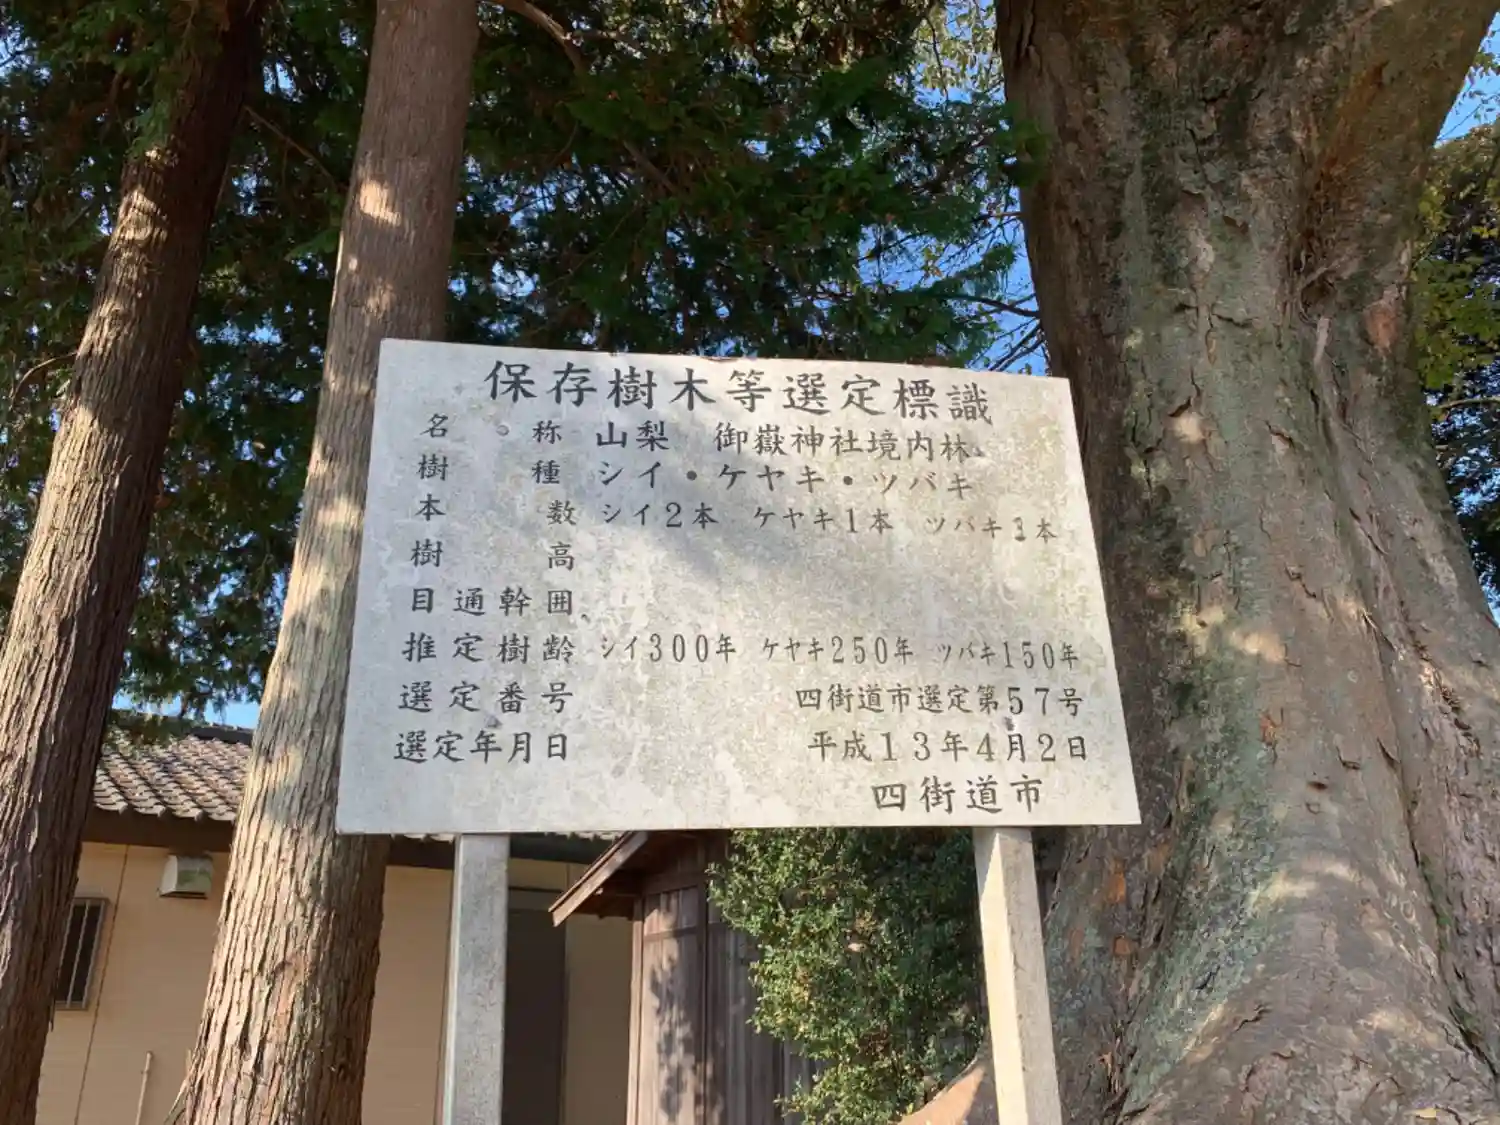 保存樹木等選定標識
名称 山梨 御嶽神社境内林
樹種 シイ・ケヤキ・ツバキ
本数 シイ2本 ケヤキ1本 ツバキ3本
樹高
目通幹囲
推定樹齢 シイ300年 ケヤキ250年 ツバキ150年
選定番号 四街道市選定第57号
選定年月日 平成13年4月2日
四街道市